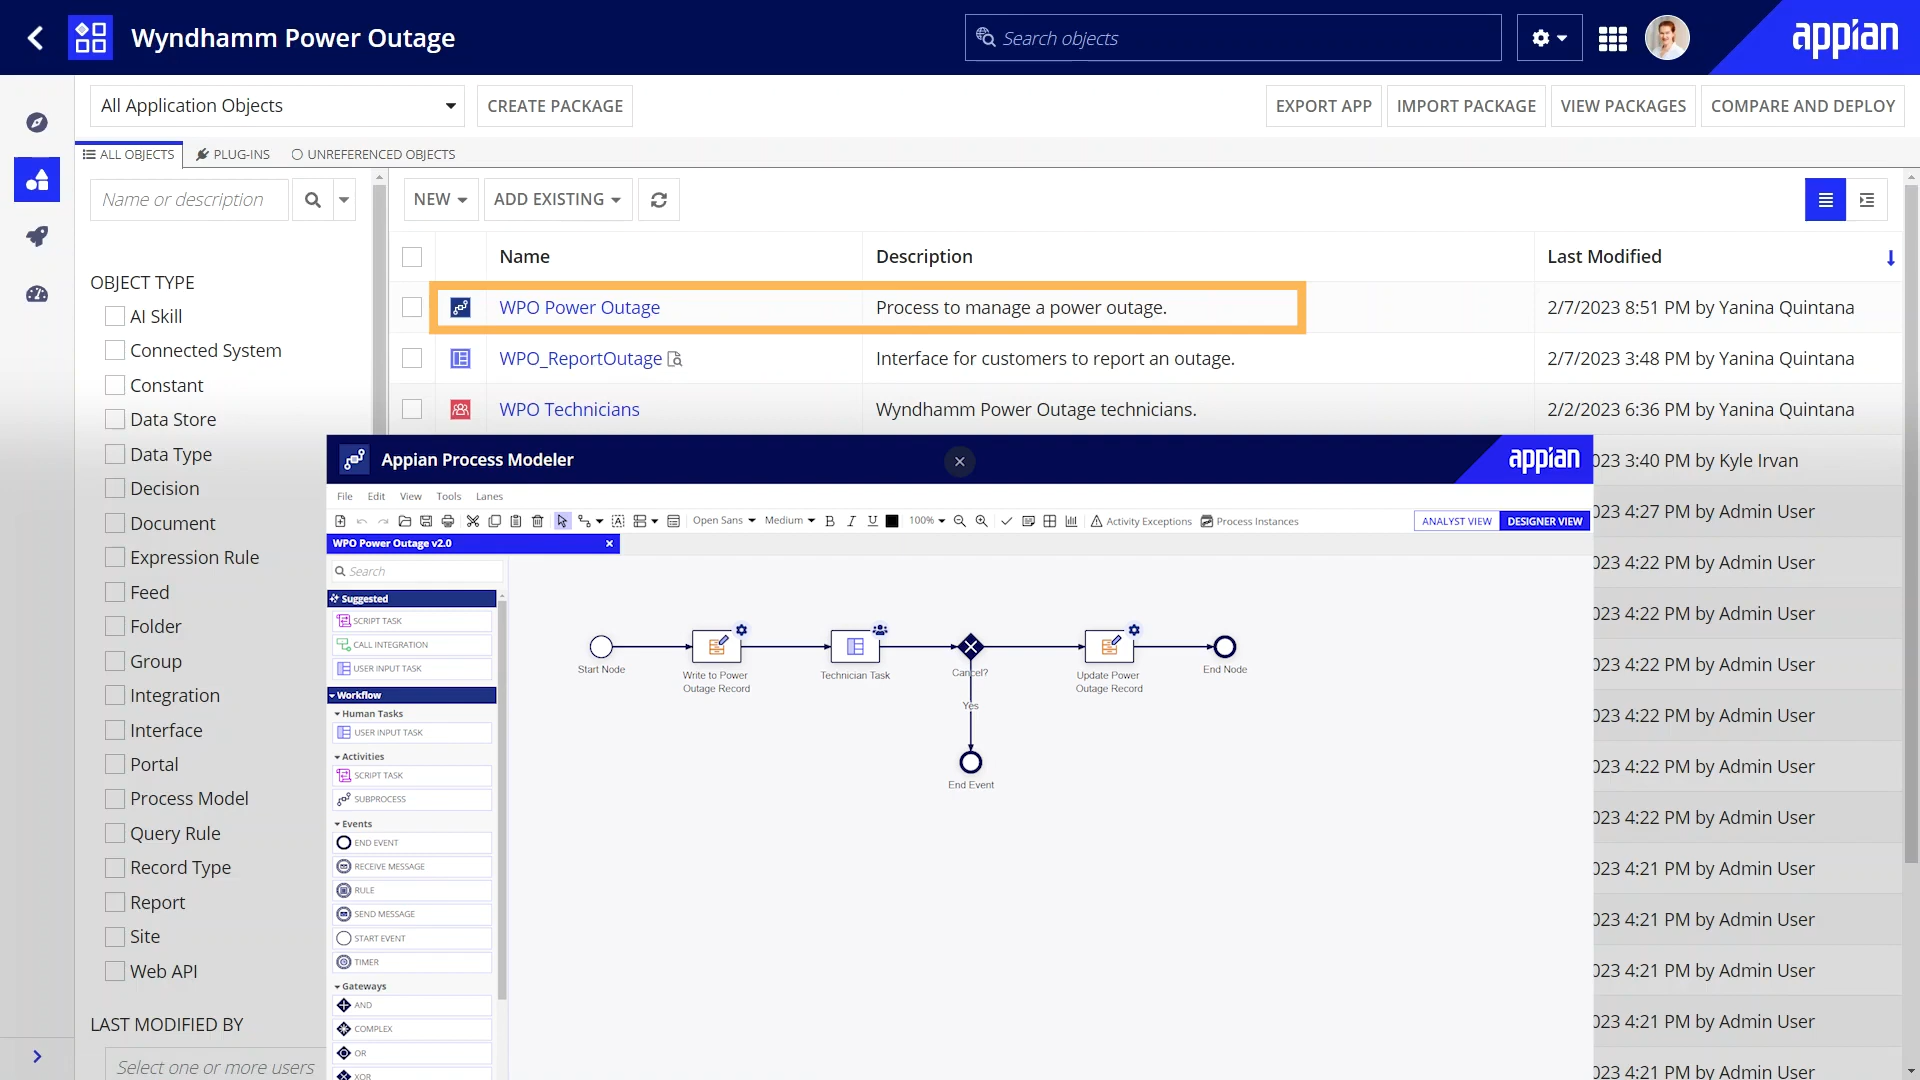 Wyndhamm Power Outage
Search objects
appian
All Application Objects
CREATE PACKAGE
EXPORT APP
IMPORT PACKAGE
VIEW PACKAGES
COMPARE AND DEPLOY
ALL OBJECTS
PLUG-INS
UNREFERENCED OBJECTS
Name or description
NEW
ADD EXISTING
OBJECT TYPE
AI Skill
Connected System
Constant
Data Store
Data Type
Decision
Document
Expression Rule
Feed
Folder
Group
Integration
Interface
Portal
Process Model
Query Rule
Record Type
Report
Site
Web API
LAST MODIFIED BY
Select one or more users
Name Description Last Modified
WPO Power Outage Process to manage a power outage. 2/7/2023 8:51 PM by Yanina Quintana
WPO_ReportOutage Interface for customers to report an outage. 2/7/2023 3:48 PM by Yanina Quintana
WPO Technicians Wyndhamm Power Outage technicians. 2/2/2023 6:36 PM by Yanina Quintana
023 3:40 PM by Kyle Irvan
023 4:27 PM by Admin User
023 4:22 PM by Admin User
023 4:22 PM by Admin User
023 4:22 PM by Admin User
023 4:22 PM by Admin User
023 4:22 PM by Admin User
023 4:22 PM by Admin User
023 4:21 PM by Admin User
023 4:21 PM by Admin User
023 4:21 PM by Admin User
023 4:21 PM by Admin User
023 4:21 PM by Admin User
Appian Process Modeler
appian
File Edit View Tools Lanes
Open Sans Medium B I U 100% Activity Exceptions Process Instances ANALYST VIEW DESIGNER VIEW
WPO Power Outage v2.0
Search
Suggested
SCRIPT TASK
CALL INTEGRATION
USER INPUT TASK
Workflow
Human Tasks
USER INPUT TASK
Activities
SCRIPT TASK
SUBPROCESS
Events
END EVENT
RECEIVE MESSAGE
RULE
SEND MESSAGE
START EVENT
TIMER
Gateways
AND
COMPLEX
OR
XOR
Start Node
Write to Power
Outage Record
Technician Task
Cancel?
Yes
End Event
Update Power
Outage Record
End Node